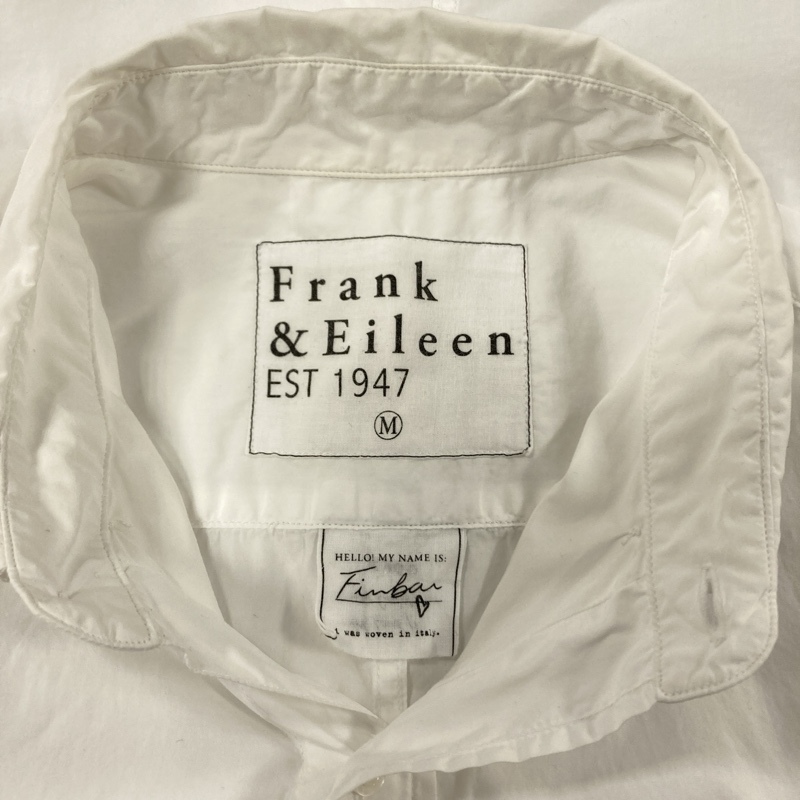 Frank
& Eileen
EST 1947
M
HELLO! MY NAME IS:
Finbar
I was woven in italy.